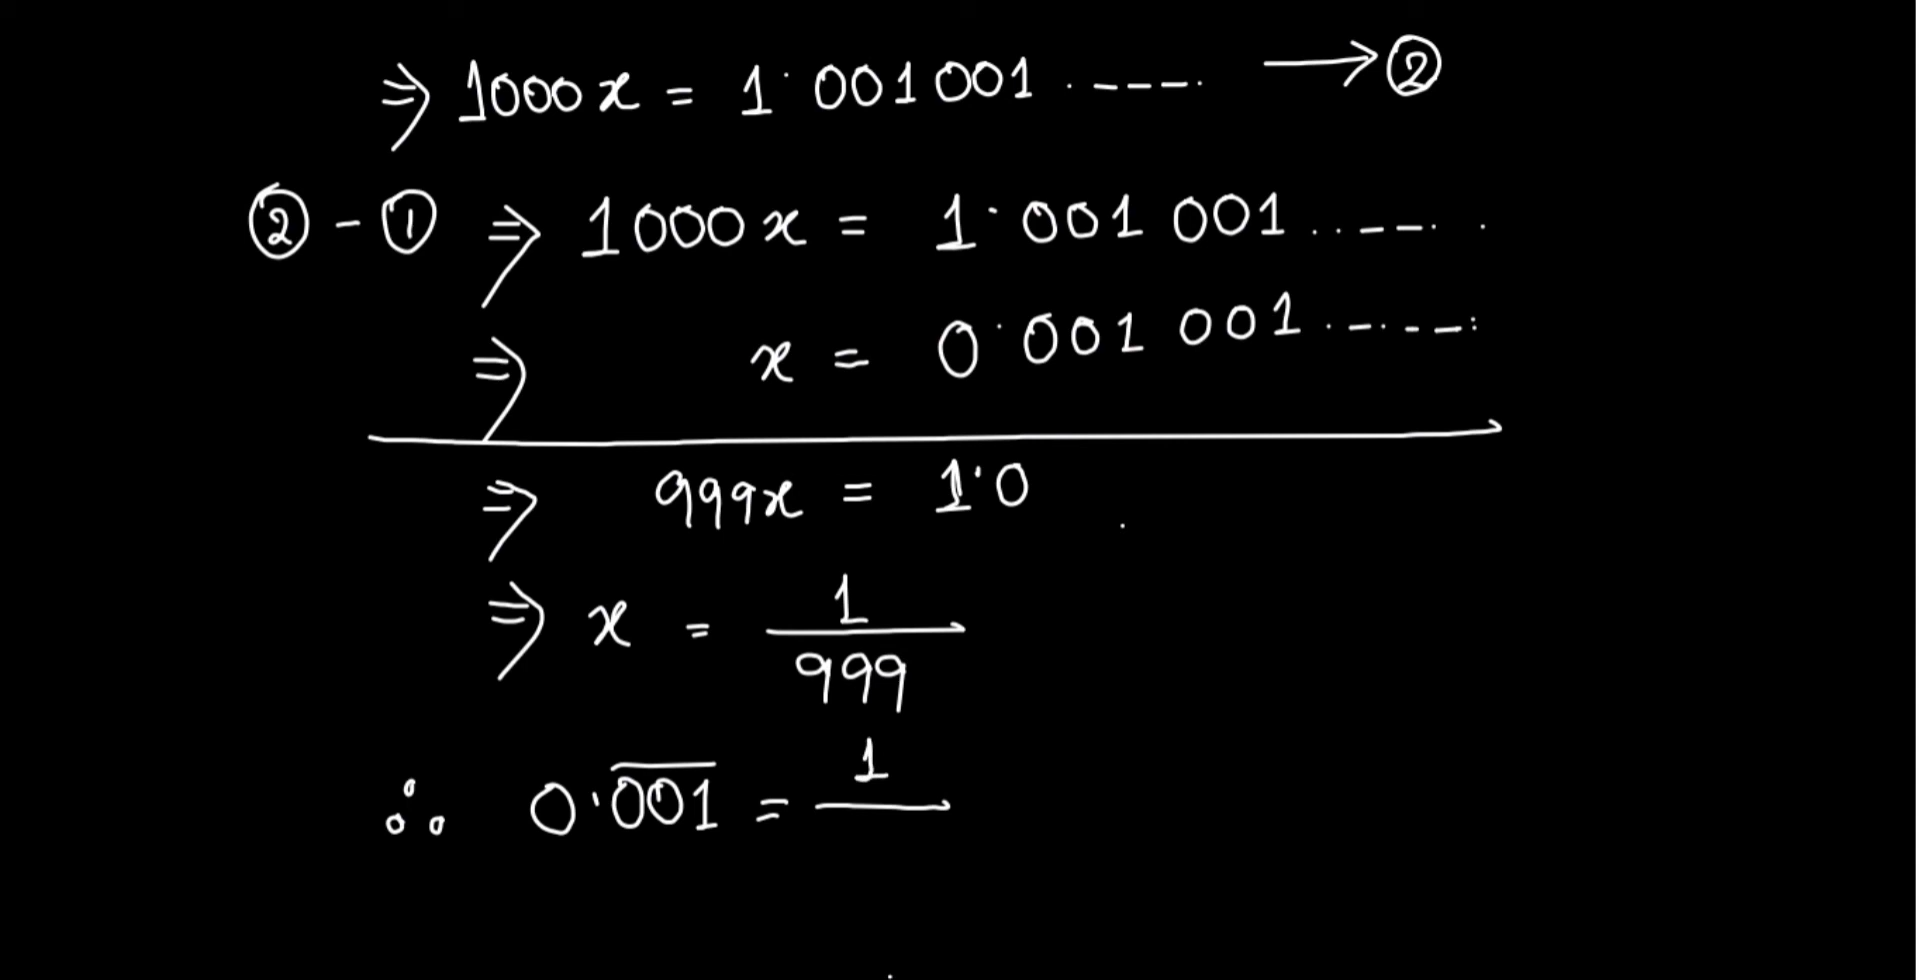 ⇒ 1000x = 1.001001 .---. → ②
② - ① ⇒ 1000x = 1.001 001 ..--. .
⇒ x = 0.001 001 .-.--:
⇒ 999x = 1.0
⇒ x = 1/999
∴ 0.\overline{001} = 1/